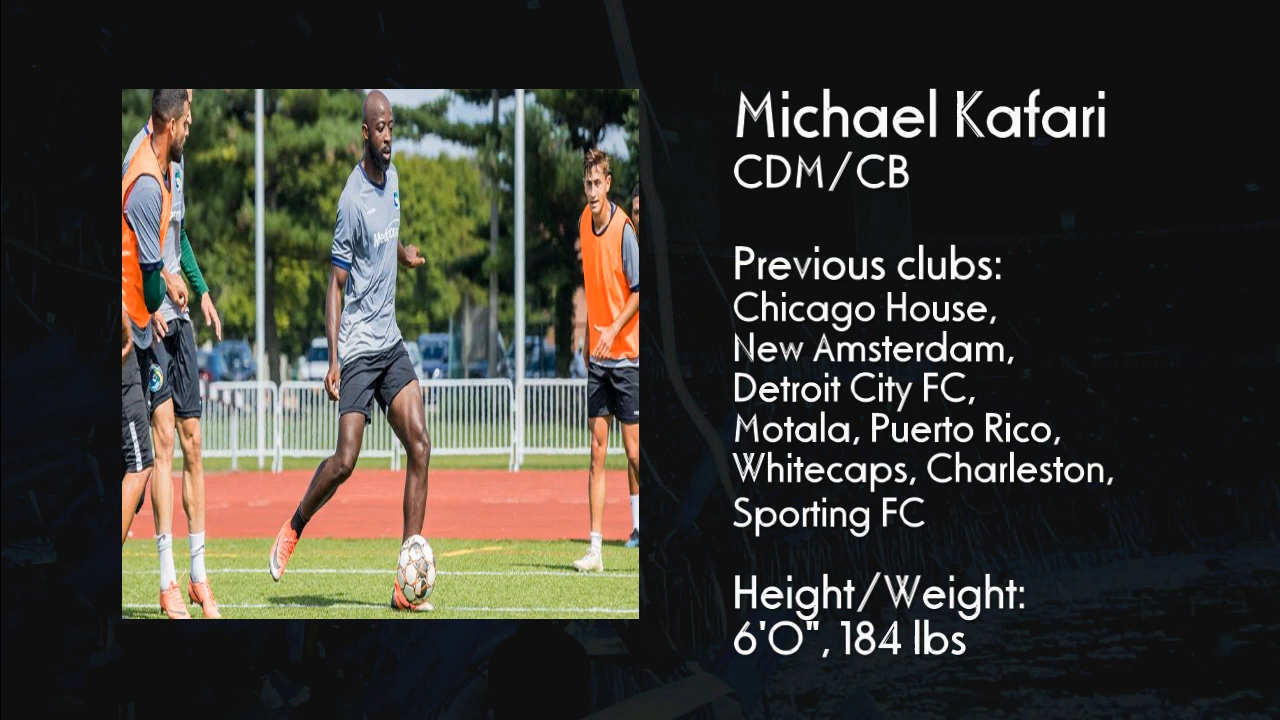 Michael Kafari
CDM/CB
Previous clubs:
Chicago House,
New Amsterdam,
Detroit City FC,
Motala, Puerto Rico,
Whitecaps, Charleston,
Sporting FC
Height/Weight:
6'0", 184 lbs